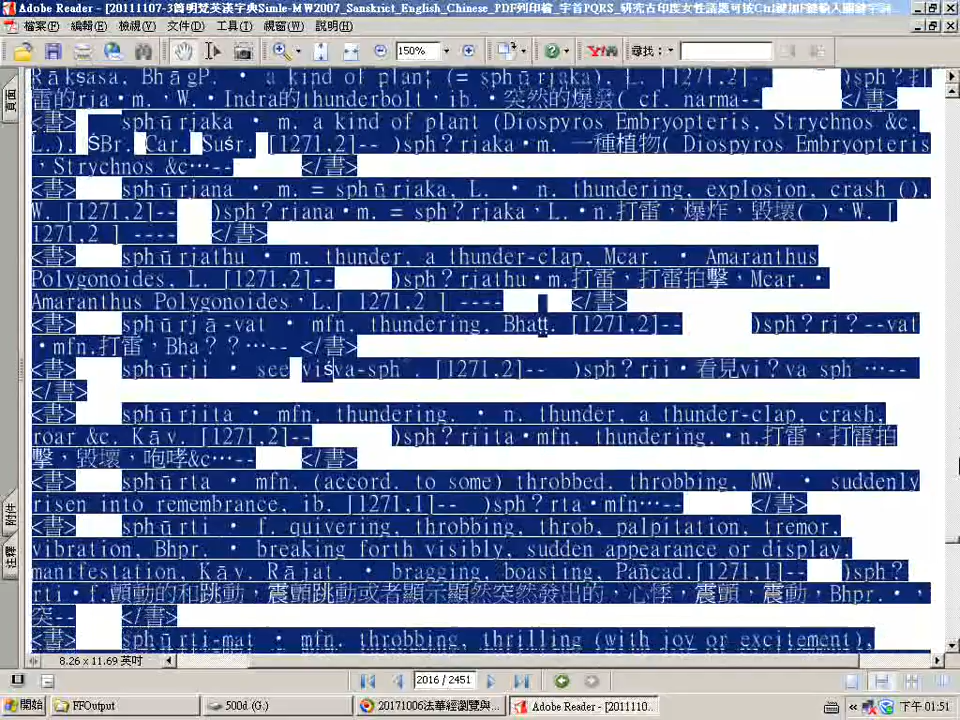 Adobe Reader - [20111107-3簡明梵英漢字典Simle-MW2007_Sanskrict_English_Chinese_PDF列印檔_字首PQRS_研究古印度女性議題可按Ctrl鍵加F鍵輸入關鍵字詞
檔案(F) 編輯(E) 檢視(V) 文件(D) 工具(T) 視窗(W) 說明(H)
150% Y! 尋找：
頁面
附件
注釋
Rākṣasa, BhāgP. • a kind of plant (= sphūrjaka), L. [1271,2]-- )sph?打
雷的rja•m.,W.•Indra的thunderbolt ib.•突然的爆發( cf. narma-- </書>
<書> sphūrjaka • m. a kind of plant (Diospyros Embryopteris, Strychnos &c.
L.), ŚBr. Car. Suśr. [1271,2]-- )sph?rjaka•m. 一種植物( Diospyros Embryopteris
，Strychnos &c…-- </書>
<書> sphūrjana • m. = sphūrjaka, L. • n. thundering, explosion, crash (),
W. [1271,2]-- )sph?rjana•m. = sph?rjaka，L.•n.打雷，爆炸，毀壞( )，W. [
1271,2 ] ---- </書>
<書> sphūrjathu • m. thunder, a thunder-clap, Mcar. • Amaranthus
Polygonoides, L. [1271,2]-- )sph?rjathu•m.打雷，打雷拍擊，Mcar.•
Amaranthus Polygonoides，L.[ 1271,2 ] ---- </書>
<書> sphūrjā-vat • mfn. thundering, Bhaṭṭ. [1271,2]-- )sph?rj?--vat
•mfn.打雷，Bha??…-- </書>
<書> sphūrji • see viśva-sph°. [1271,2]-- )sph?rji•看見vi?va sph …--
</書>
<書> sphūrjita • mfn. thundering. • n. thunder, a thunder-clap, crash,
roar &c. Kāv. [1271,2]-- )sph?rjita•mfn. thundering.•n.打雷，打雷拍
擊，毀壞，咆哮&c…-- </書>
<書> sphūrta • mfn. (accord. to some) throbbed, throbbing, MW. • suddenly
risen into remembrance, ib. [1271,1]-- )sph?rta•mfn…-- </書>
<書> sphūrti • f. quivering, throbbing, throb, palpitation, tremor,
vibration, Bhpr. • breaking forth visibly, sudden appearance or display,
manifestation, Kāv. Rājat. • bragging, boasting, Pañcad.[1271,1]-- )sph?
rti•f.顫動的和跳動，震顫跳動或者顯示顯然突然發出的，心悸，震顫，震動，Bhpr.•，
突-- </書>
<書> sphūrti-mat • mfn. throbbing, thrilling (with joy or excitement),
8.26 x 11.69 英吋
2016 / 2451
開始 FFOutput 500d (G:) 20171006法華經瀏覽與... Adobe Reader - [2011110... 下午 01:51